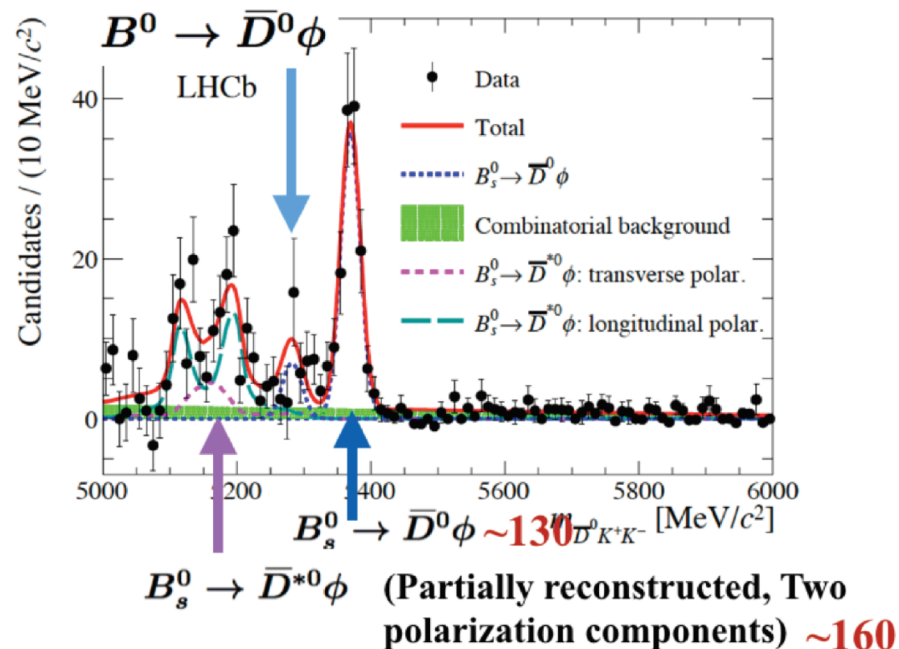 B⁰ → D̅⁰ϕ
LHCb
Candidates / (10 MeV/c²)
40
20
0
Data
Total
B⁰ₛ → D̅⁰ϕ
Combinatorial background
B⁰ₛ → D̅*⁰ϕ: transverse polar.
B⁰ₛ → D̅*⁰ϕ: longitudinal polar.
5000 5200 5400 5600 5800 6000
m D̅⁰K⁺K⁻ [MeV/c²]
B⁰ₛ → D̅⁰ϕ ~130
B⁰ₛ → D̅*⁰ϕ (Partially reconstructed, Two
polarization components) ~160